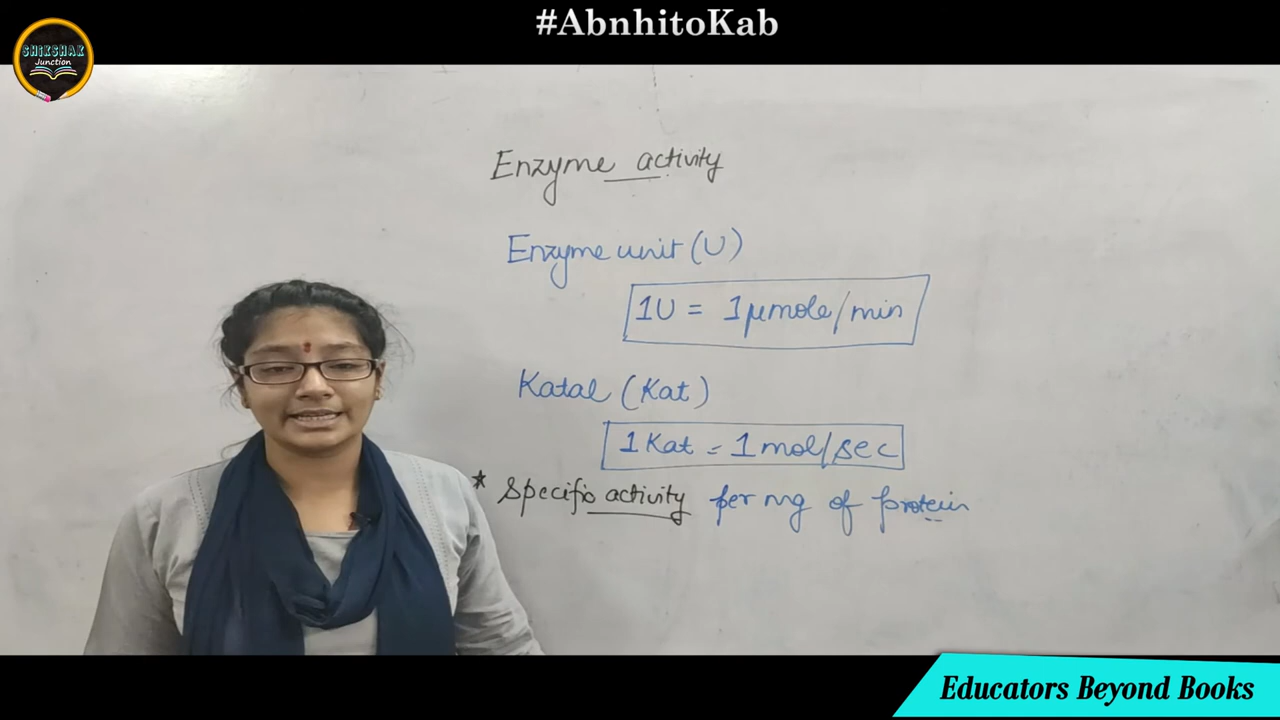 #AbnhitoKab
SHIKSHAK
Junction
Enzyme activity
Enzyme unit (U)
1U = 1μmole/min
Katal (Kat)
1 Kat = 1 mol/sec
* Specific activity per mg of protein
Educators Beyond Books